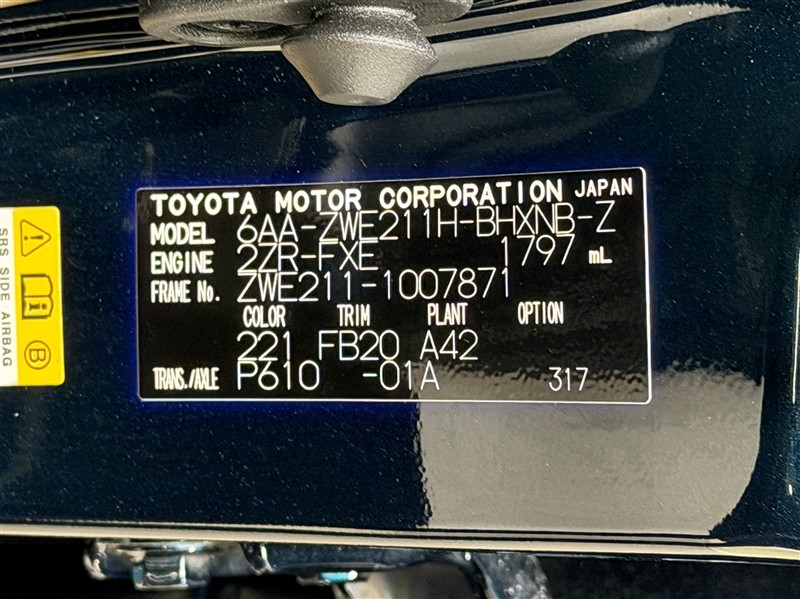 TOYOTA MOTOR CORPORATION JAPAN
MODEL 6AA-ZWE211H-BHXNB-Z
ENGINE 2ZR-FXE 1797 mL
FRAME No. ZWE211-1007871
COLOR TRIM PLANT OPTION
221 FB20 A42
TRANS./AXLE P610 -01A 317
SRS SIDE AIRBAG
B